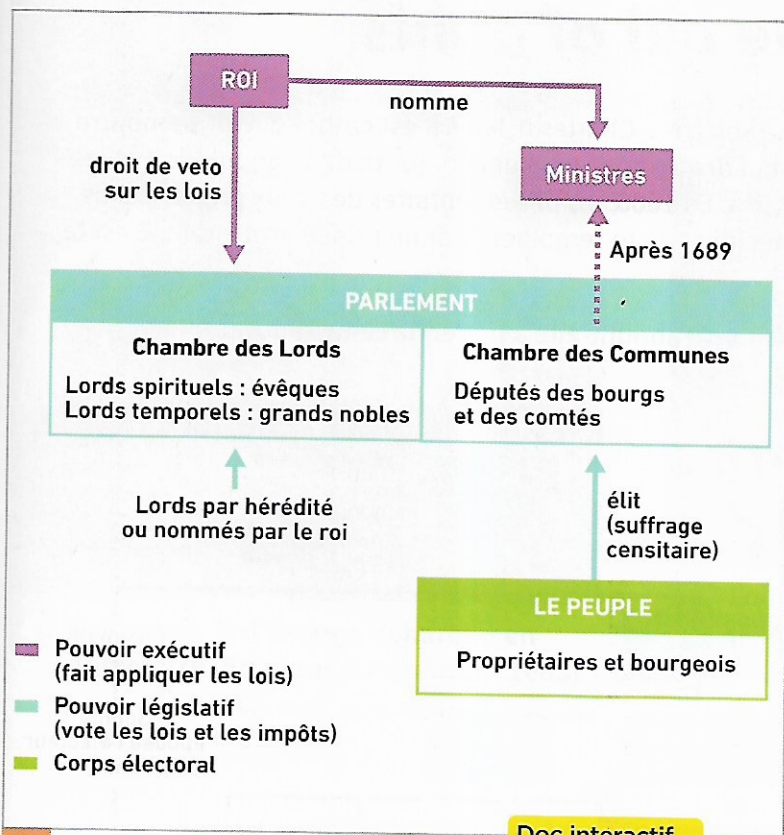 ROI
nomme
droit de veto
sur les lois
Ministres
Après 1689
PARLEMENT
Chambre des Lords
Lords spirituels : évêques
Lords temporels : grands nobles
Chambre des Communes
Députés des bourgs
et des comtés
Lords par hérédité
ou nommés par le roi
élit
(suffrage
censitaire)
LE PEUPLE
Propriétaires et bourgeois
Pouvoir exécutif
(fait appliquer les lois)
Pouvoir législatif
(vote les lois et les impôts)
Corps électoral
Doc interactif